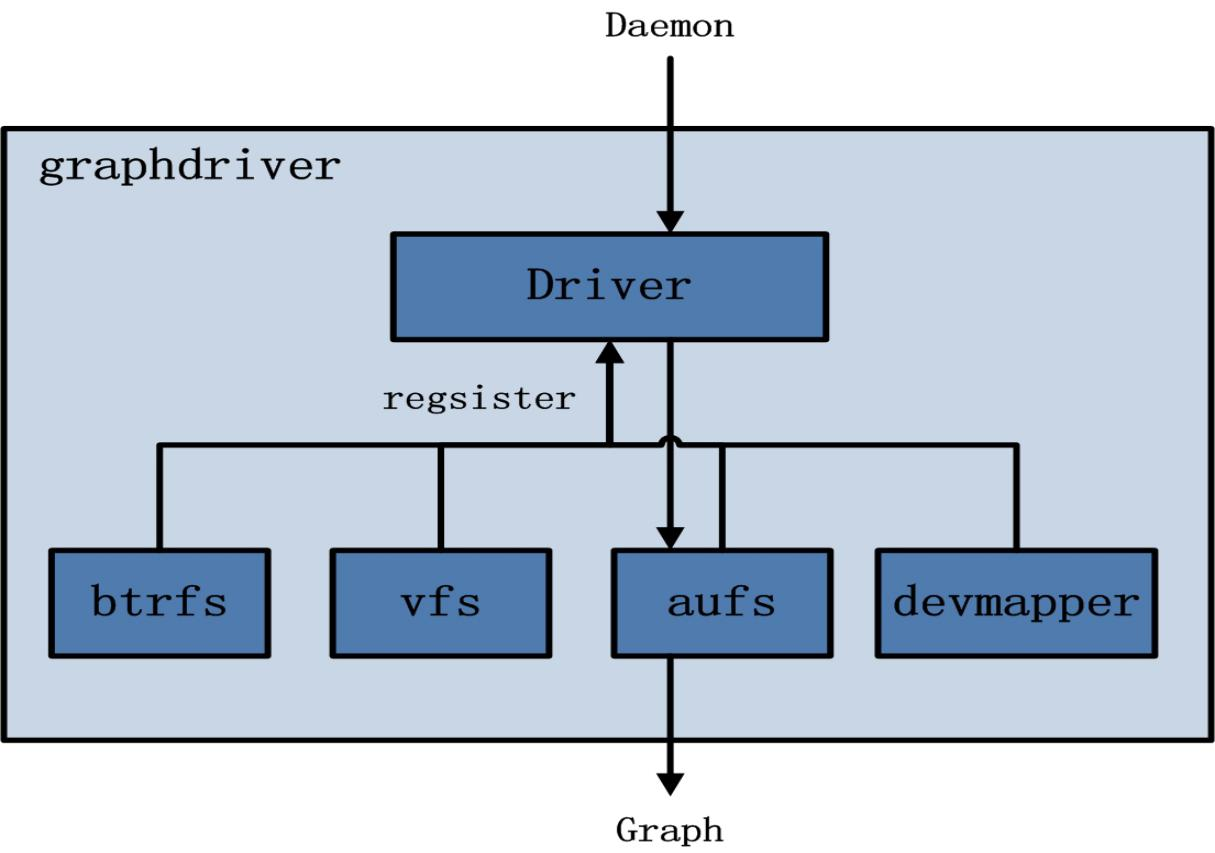 Daemon
graphdriver
Driver
regsister
btrfs
vfs
aufs
devmapper
Graph